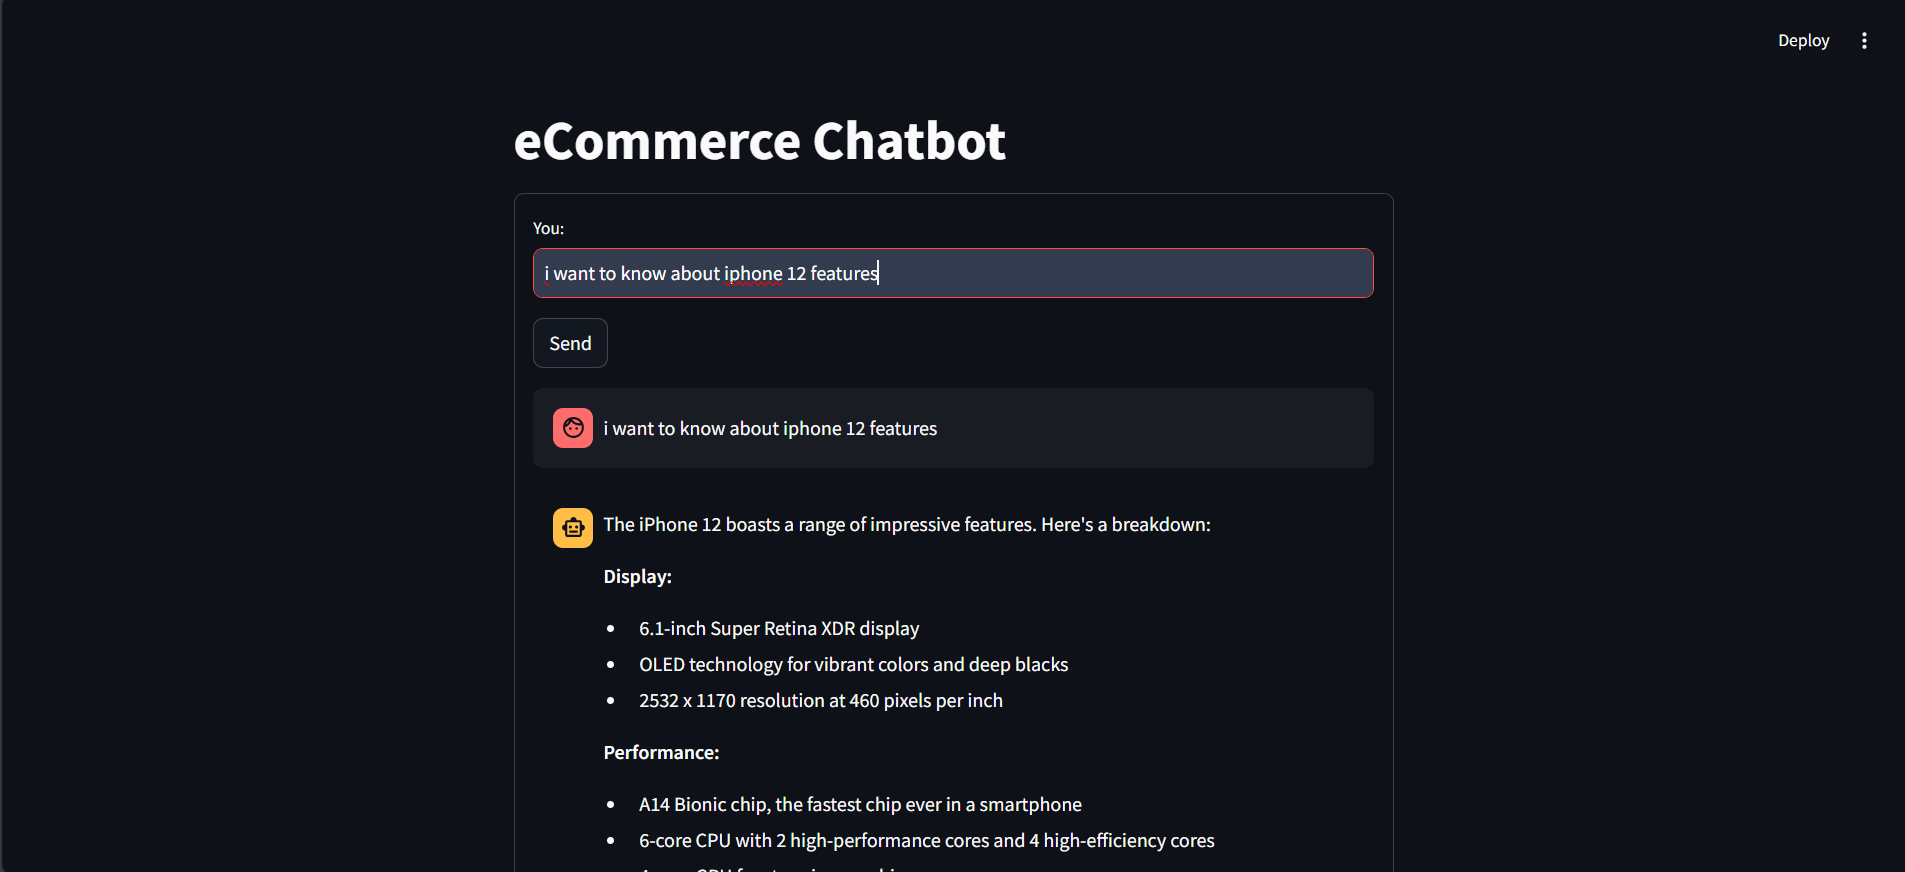 Deploy
eCommerce Chatbot
You:
i want to know about iphone 12 features
Send
i want to know about iphone 12 features
The iPhone 12 boasts a range of impressive features. Here's a breakdown:
Display:
6.1-inch Super Retina XDR display
OLED technology for vibrant colors and deep blacks
2532 x 1170 resolution at 460 pixels per inch
Performance:
A14 Bionic chip, the fastest chip ever in a smartphone
6-core CPU with 2 high-performance cores and 4 high-efficiency cores